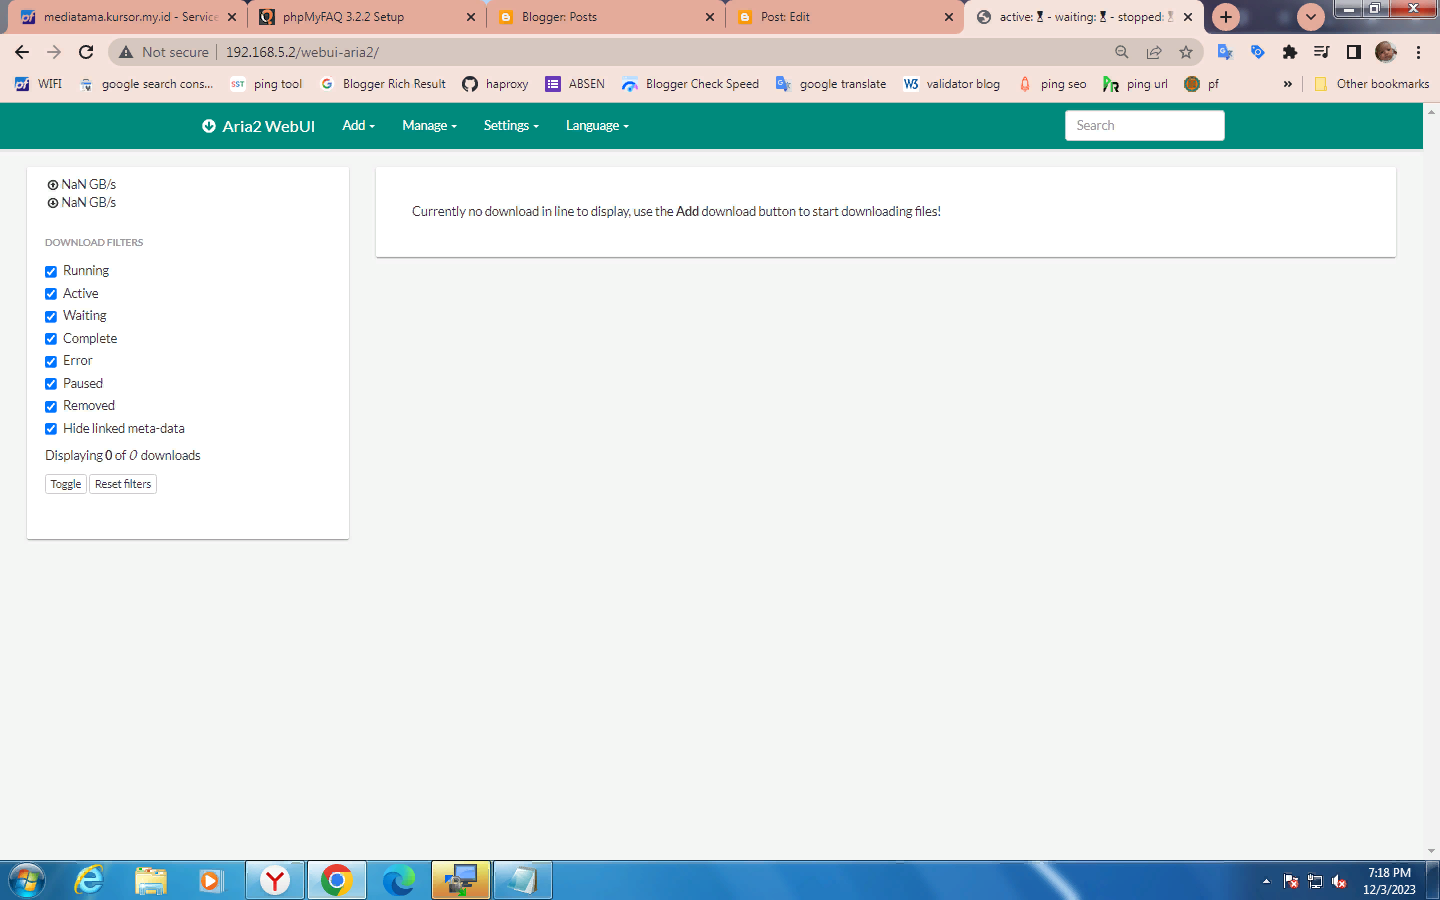 mediatama.kursor.my.id - Service
phpMyFAQ 3.2.2 Setup
Blogger: Posts
Post: Edit
active: ⏳ - waiting: ⏳ - stopped: ⏳
Not secure
192.168.5.2/webui-aria2/
WIFI
google search cons...
SST
ping tool
Blogger Rich Result
haproxy
ABSEN
Blogger Check Speed
google translate
W3
validator blog
ping seo
ping url
pf
»
Other bookmarks
Aria2 WebUI
Add
Manage
Settings
Language
Search
NaN GB/s
NaN GB/s
DOWNLOAD FILTERS
Running
Active
Waiting
Complete
Error
Paused
Removed
Hide linked meta-data
Displaying 0 of 0 downloads
Toggle
Reset filters
Currently no download in line to display, use the Add download button to start downloading files!
7:18 PM
12/3/2023